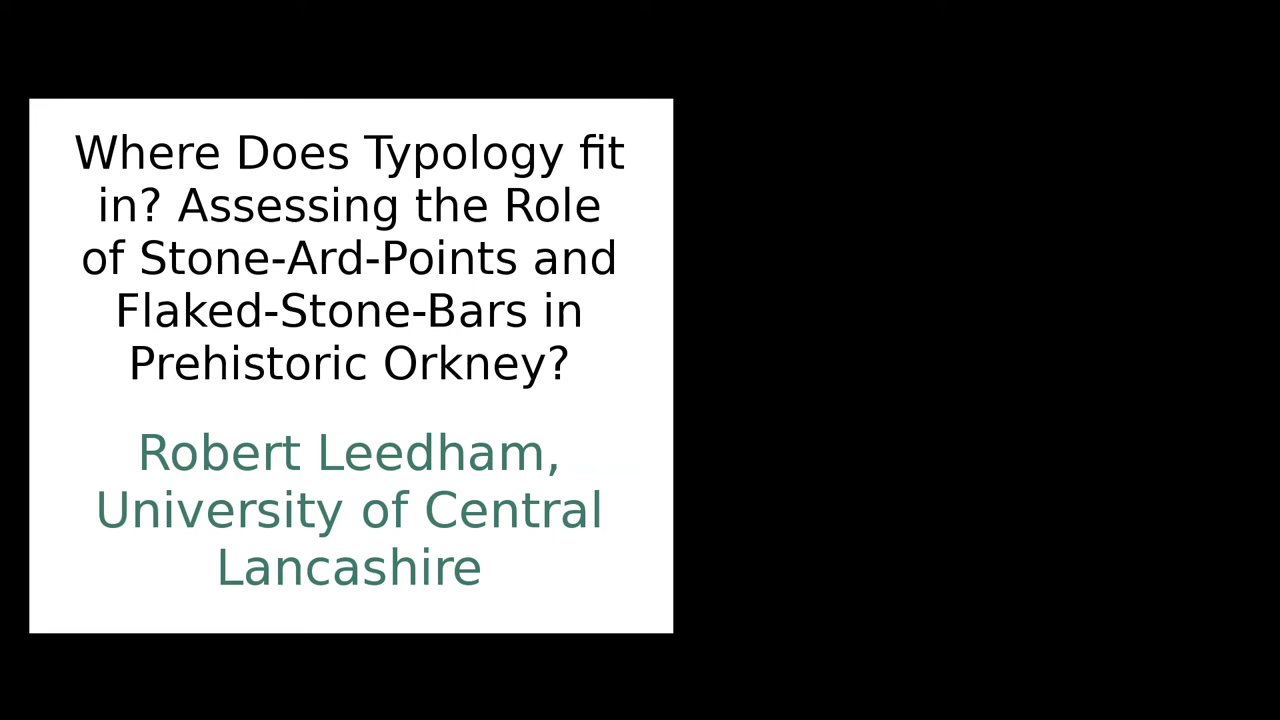 Where Does Typology fit
in? Assessing the Role
of Stone-Ard-Points and
Flaked-Stone-Bars in
Prehistoric Orkney?
Robert Leedham,
University of Central
Lancashire